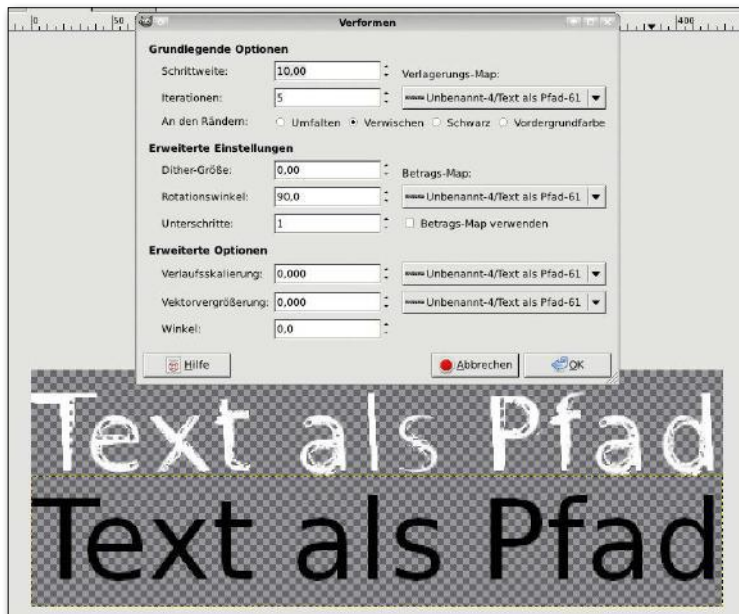 0 50 400
Verformen
Grundlegende Optionen
Schrittweite: 10,00 Verlagerungs-Map:
Iterationen: 5 Unbenannt-4/Text als Pfad-61
An den Rändern: Umfalten Verwischen Schwarz Vordergrundfarbe
Erweiterte Einstellungen
Dither-Größe: 0,00 Betrags-Map:
Rotationswinkel: 90,0 Unbenannt-4/Text als Pfad-61
Unterschritte: 1 Betrags-Map verwenden
Erweiterte Optionen
Verlaufsskalierung: 0,000 Unbenannt-4/Text als Pfad-61
Vektorvergrößerung: 0,000 Unbenannt-4/Text als Pfad-61
Winkel: 0,0
Hilfe Abbrechen OK
Text als Pfad
Text als Pfad